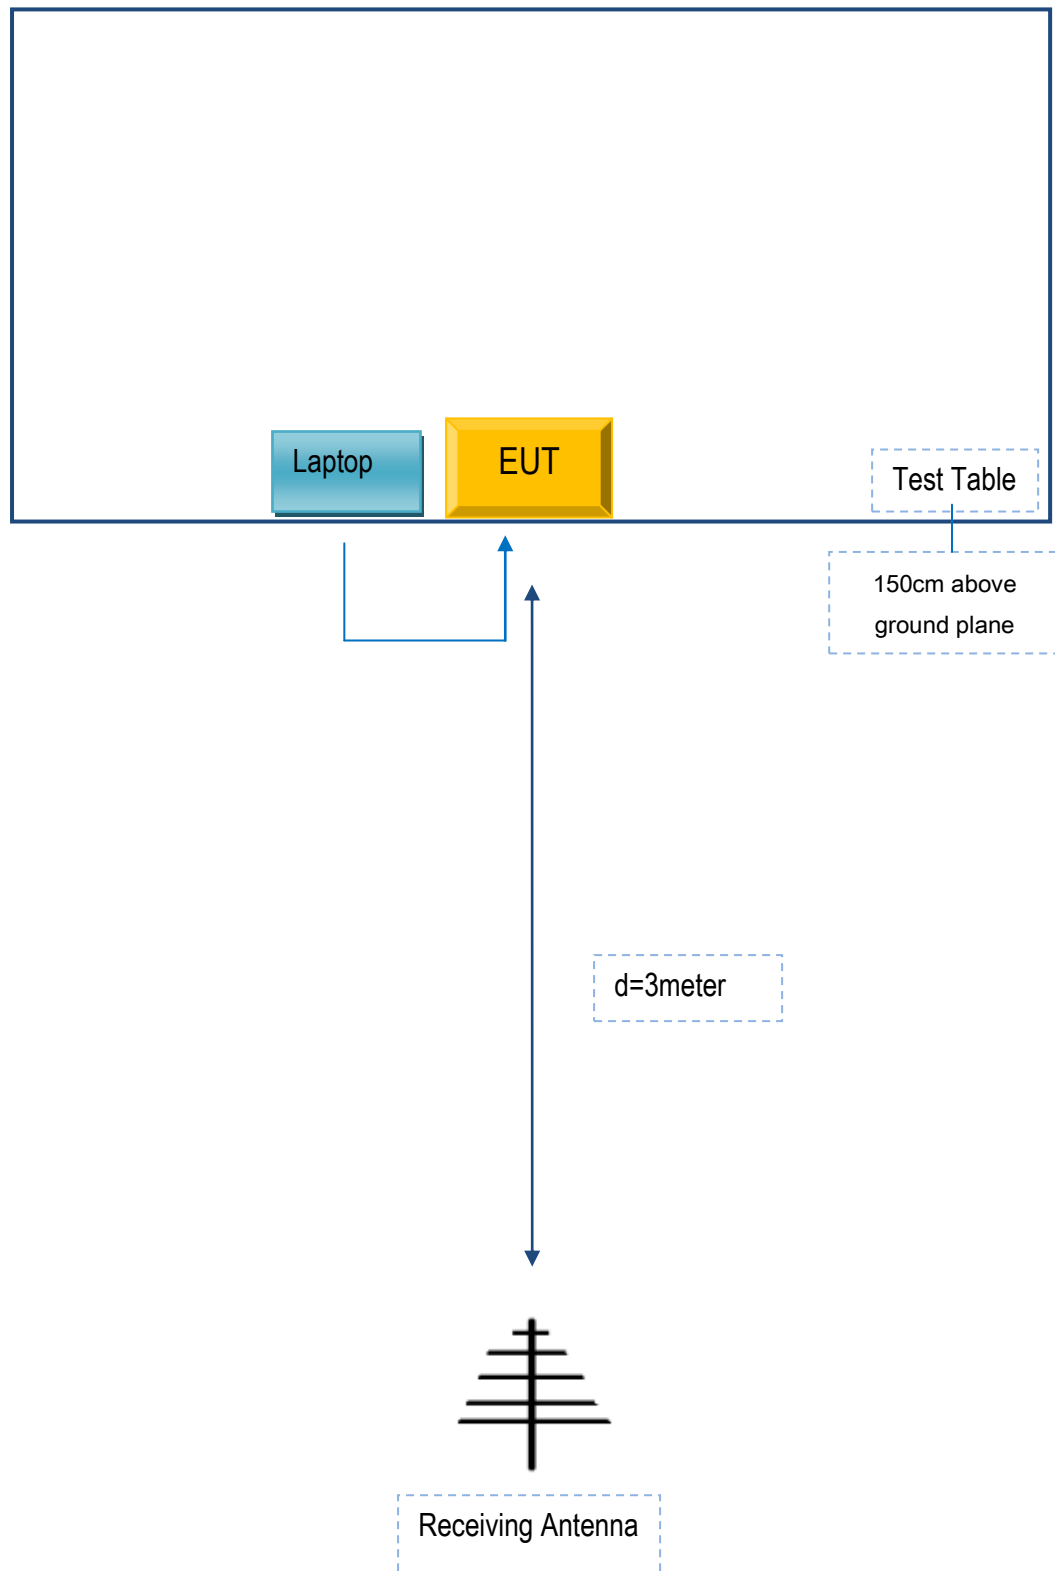 Laptop
EUT
Test Table
150cm above
ground plane
d=3meter
Receiving Antenna